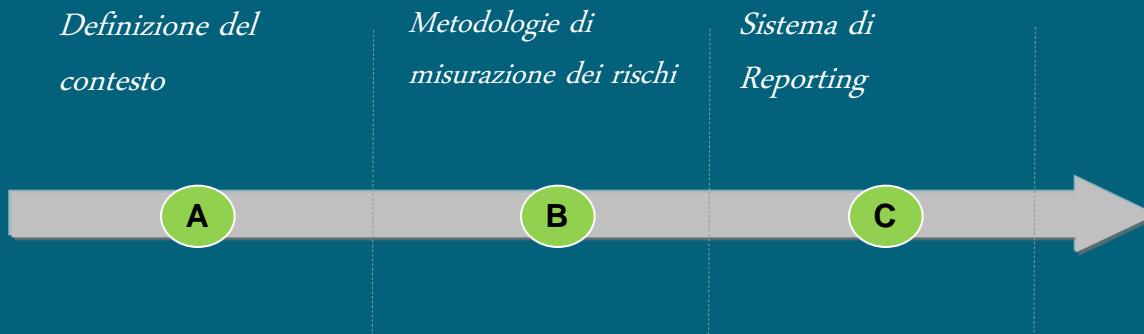 Definizione del
contesto
Metodologie di
misurazione dei rischi
Sistema di
Reporting
A
B
C